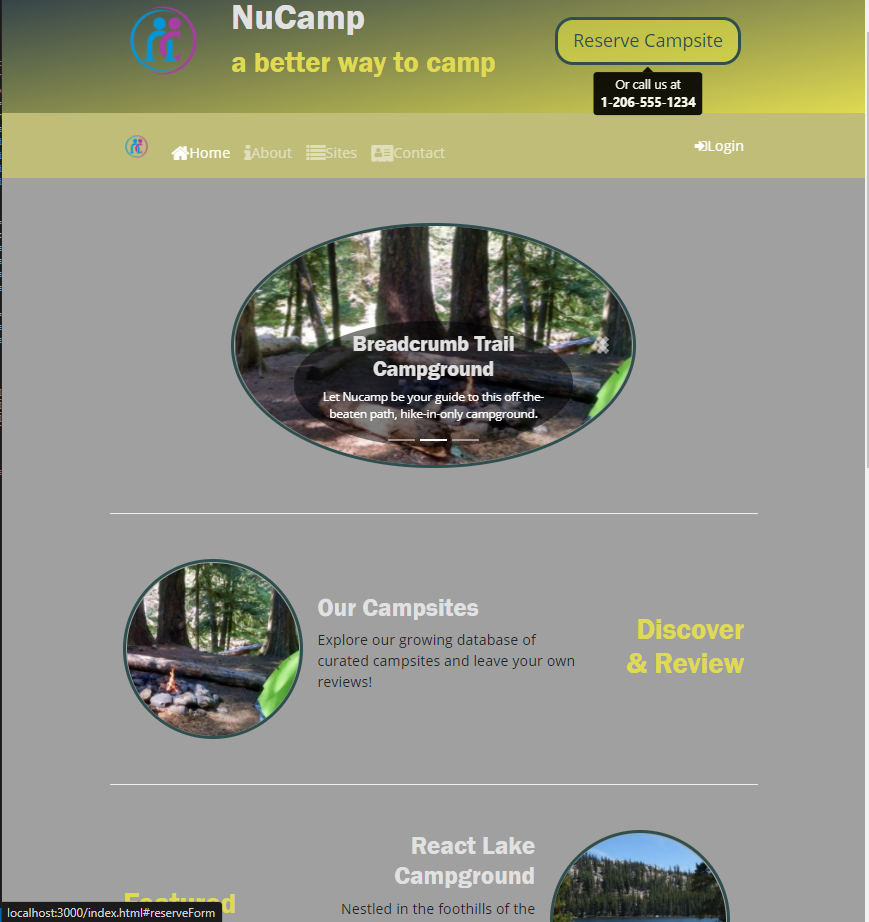 NuCamp
a better way to camp
Reserve Campsite
Or call us at
1-206-555-1234
Home
About
Sites
Contact
Login
Breadcrumb Trail
Campground
Let Nucamp be your guide to this off-the-
beaten path, hike-in-only campground.
Our Campsites
Explore our growing database of
curated campsites and leave your own
reviews!
Discover
& Review
React Lake
Campground
Nestled in the foothills of the
Featured
localhost:3000/index.html#reserveForm